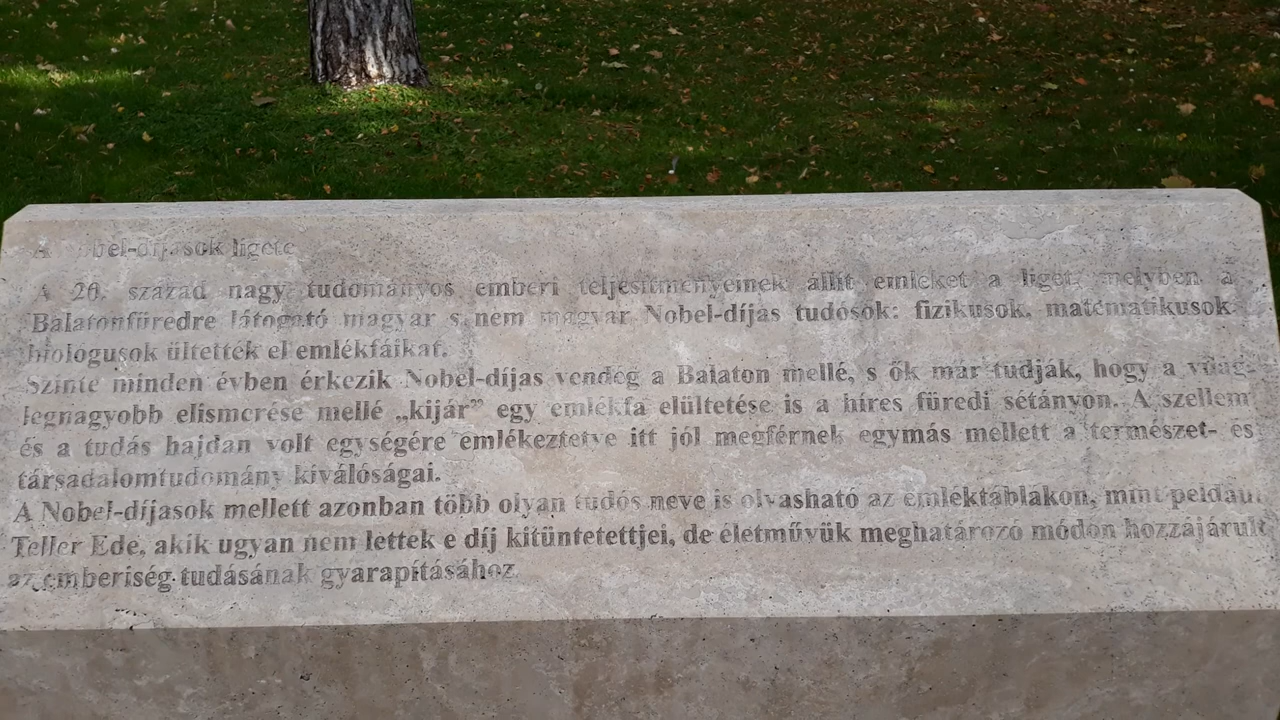 A Nobel-díjasok ligete
A 20. század nagy tudományos emberi teljesítményeinek állít emléket a liget, melyben a
Balatonfüredre látogató magyar s nem magyar Nobel-díjas tudósok: fizikusok, matematikusok
biológusok ültették el emlékfáikat.
Szinte minden évben érkezik Nobel-díjas vendég a Balaton mellé, s ők már tudják, hogy a világ
legnagyobb elismerése mellé „kijár” egy emlékfa elültetése is a híres füredi sétányon. A szellem
és a tudás hajdan volt egységére emlékeztetve itt jól megférnek egymás mellett a természet- és
társadalomtudomány kiválóságai.
A Nobel-díjasok mellett azonban több olyan tudós neve is olvasható az emléktáblákon, mint például
Teller Ede, akik ugyan nem lettek e díj kitüntetettjei, de életművük meghatározó módon hozzájárult
az emberiség tudásának gyarapításához.